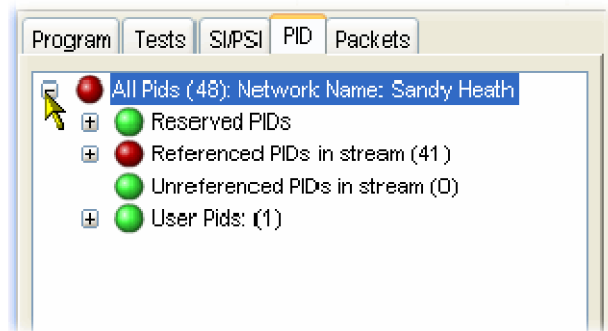 Program Tests SI/PSI PID Packets
All Pids (48): Network Name: Sandy Heath
Reserved PIDs
Referenced PIDs in stream (41)
Unreferenced PIDs in stream (0)
User Pids: (1)